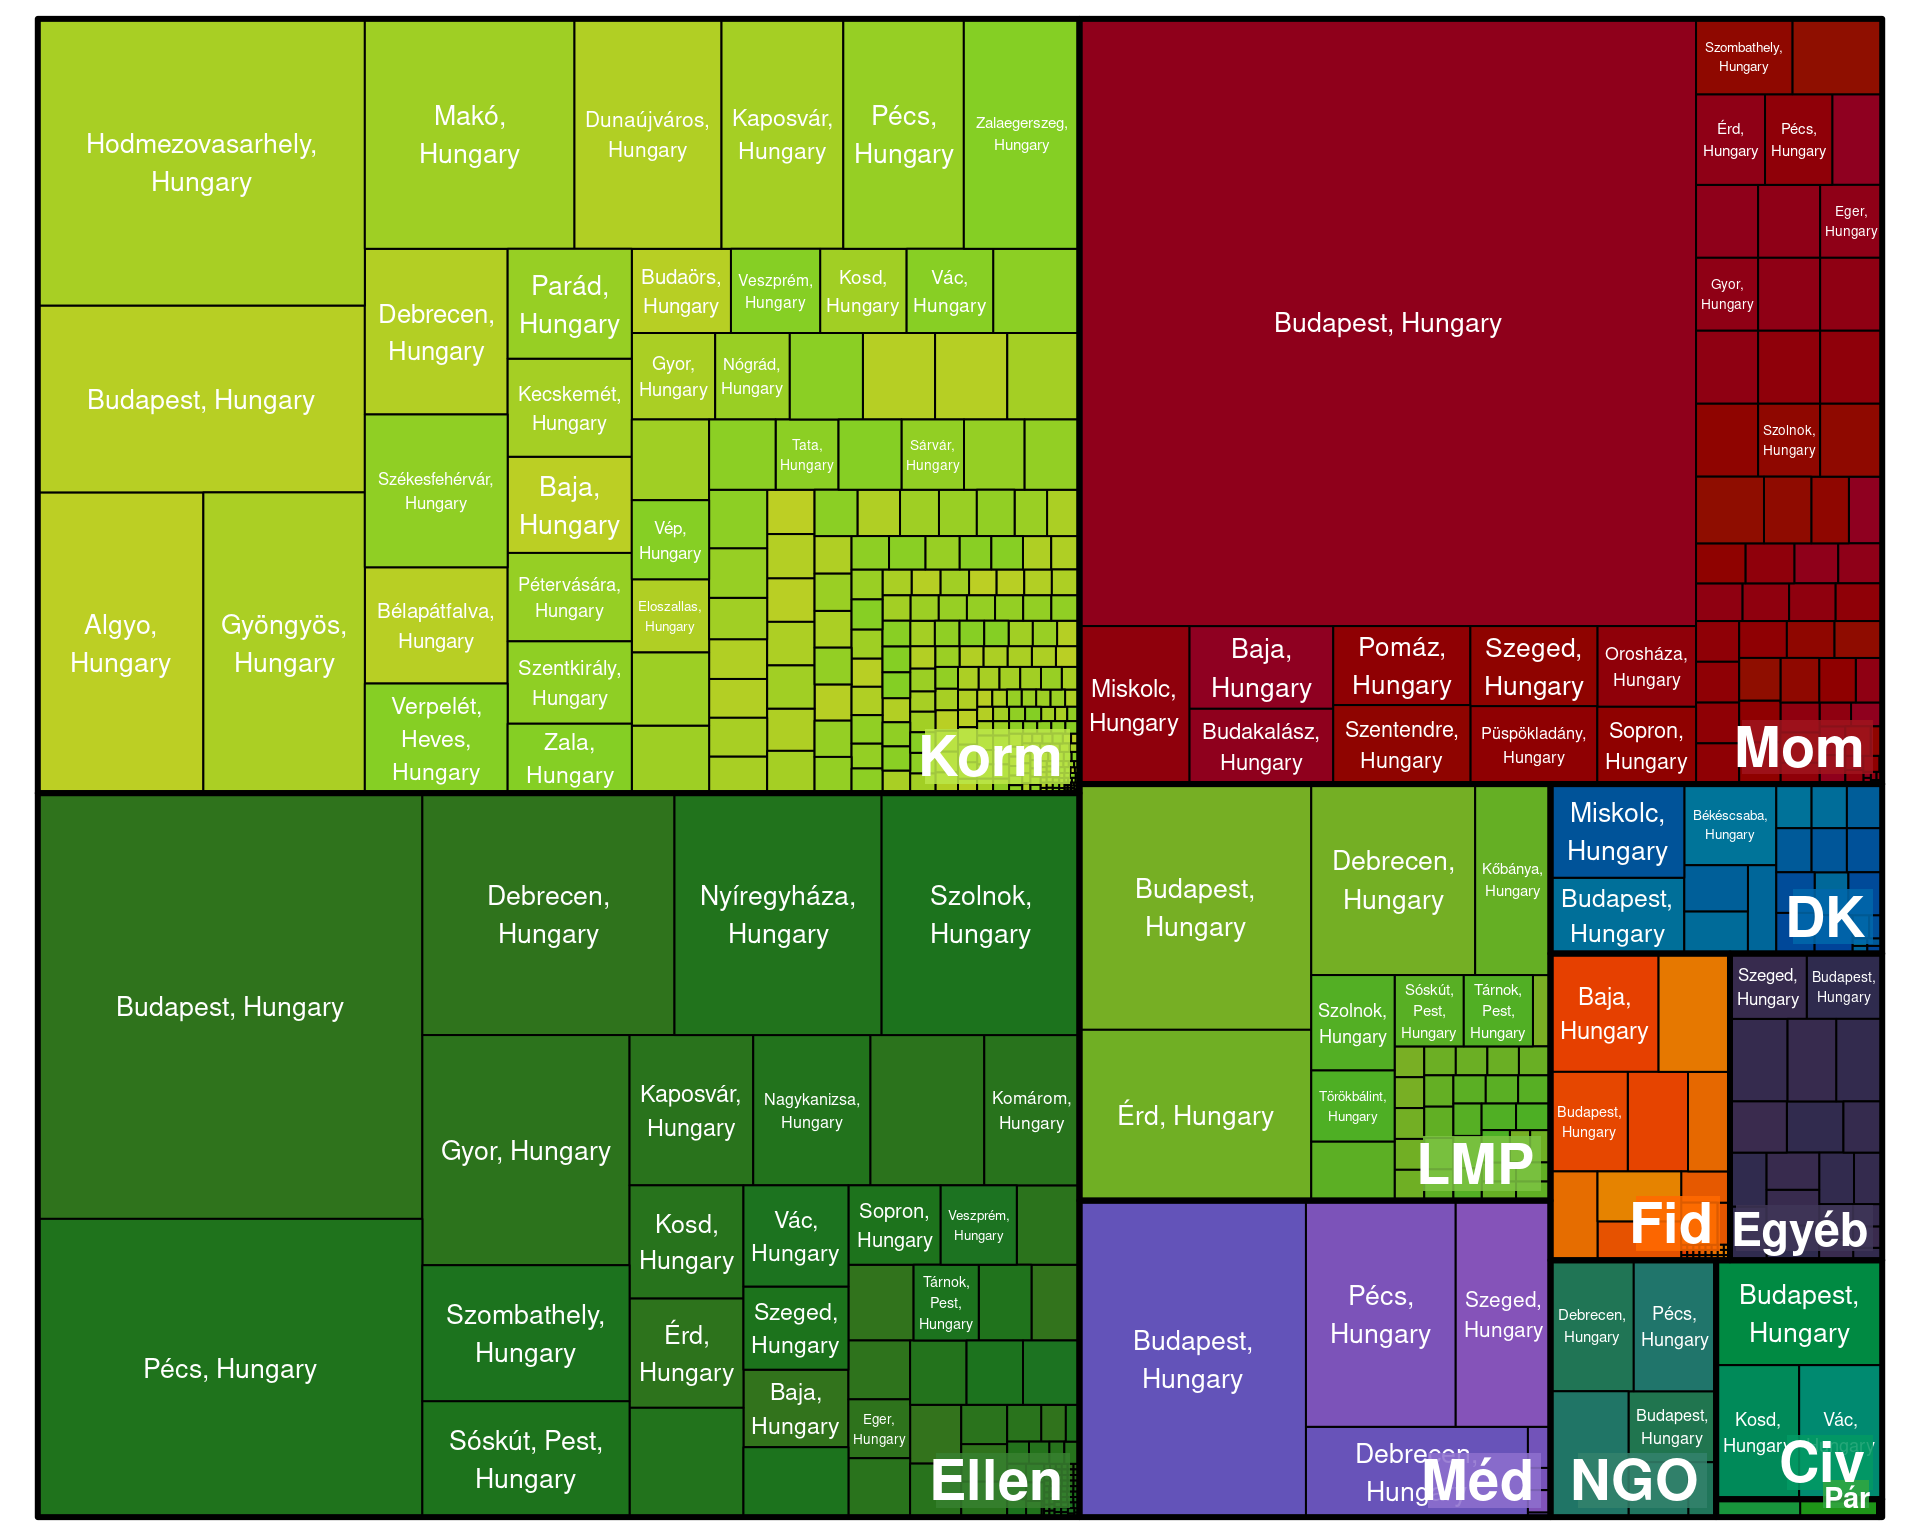 Hodmezovasarhely,
Hungary
Budapest, Hungary
Algyo,
Hungary
Gyöngyös,
Hungary
Makó,
Hungary
Dunaújváros,
Hungary
Kaposvár,
Hungary
Pécs,
Hungary
Zalaegerszeg,
Hungary
Debrecen,
Hungary
Székesfehérvár,
Hungary
Bélapátfalva,
Hungary
Verpelét,
Heves,
Hungary
Parád,
Hungary
Kecskemét,
Hungary
Baja,
Hungary
Pétervására,
Hungary
Szentkirály,
Hungary
Zala,
Hungary
Budaörs,
Hungary
Veszprém,
Hungary
Kosd,
Hungary
Vác,
Hungary
Gyor,
Hungary
Nógrád,
Hungary
Tata,
Hungary
Sárvár,
Hungary
Vép,
Hungary
Eloszallas,
Hungary
Korm
Budapest, Hungary
Miskolc,
Hungary
Baja,
Hungary
Budakalász,
Hungary
Pomáz,
Hungary
Szentendre,
Hungary
Szeged,
Hungary
Püspökladány,
Hungary
Orosháza,
Hungary
Sopron,
Hungary
Szombathely,
Hungary
Érd,
Hungary
Pécs,
Hungary
Eger,
Hungary
Gyor,
Hungary
Szolnok,
Hungary
Mom
Budapest, Hungary
Pécs, Hungary
Debrecen,
Hungary
Nyíregyháza,
Hungary
Szolnok,
Hungary
Gyor, Hungary
Szombathely,
Hungary
Sóskút, Pest,
Hungary
Kaposvár,
Hungary
Nagykanizsa,
Hungary
Komárom,
Hungary
Kosd,
Hungary
Érd,
Hungary
Vác,
Hungary
Szeged,
Hungary
Baja,
Hungary
Sopron,
Hungary
Veszprém,
Hungary
Tárnok,
Pest,
Hungary
Eger,
Hungary
Ellen
Budapest,
Hungary
Érd, Hungary
Debrecen,
Hungary
Kőbánya,
Hungary
Szolnok,
Hungary
Törökbálint,
Hungary
Sóskút,
Pest,
Hungary
Tárnok,
Pest,
Hungary
LMP
Budapest,
Hungary
Pécs,
Hungary
Szeged,
Hungary
Debrecen,
Hungary
Méd
Miskolc,
Hungary
Budapest,
Hungary
Békéscsaba,
Hungary
DK
Baja,
Hungary
Budapest,
Hungary
Fid
Szeged,
Hungary
Budapest,
Hungary
Egyéb
Debrecen,
Hungary
Pécs,
Hungary
Budapest,
Hungary
NGO
Budapest,
Hungary
Kosd,
Hungary
Vác,
Hungary
Civ
Pár